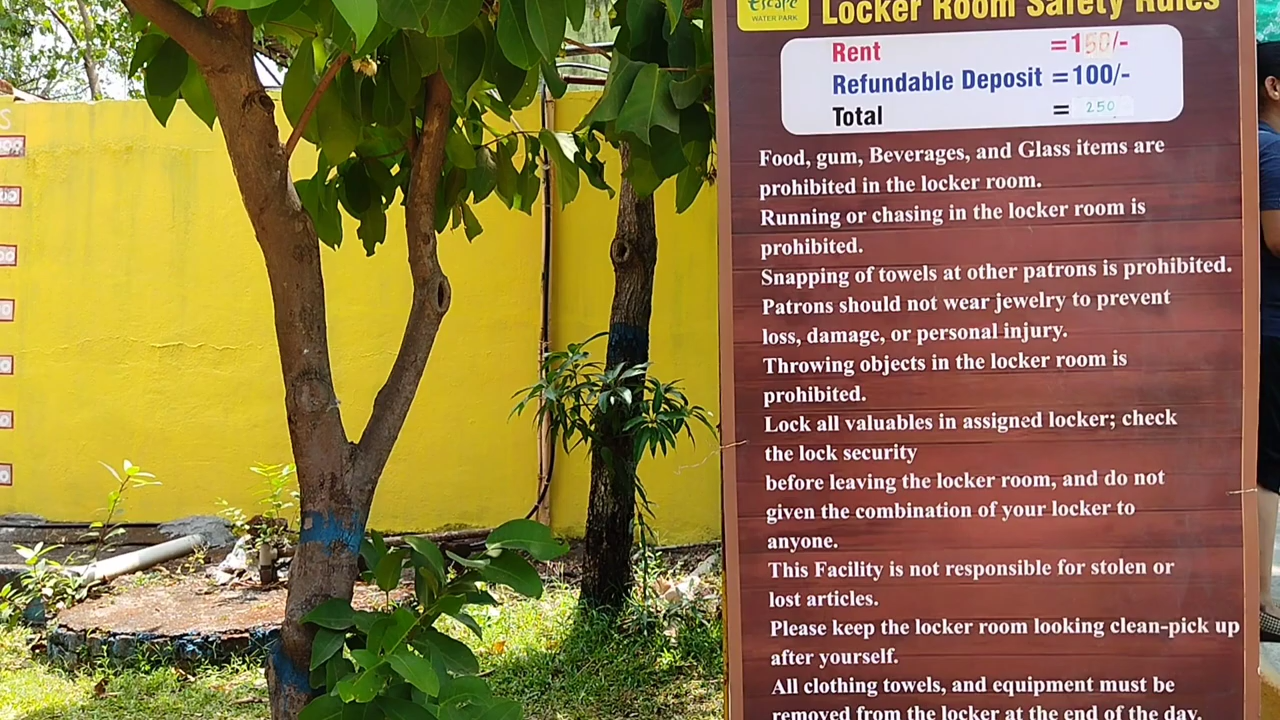 Escape
WATER PARK
Locker Room Safety Rules
Rent =150/-
Refundable Deposit =100/-
Total = 250
Food, gum, Beverages, and Glass items are
prohibited in the locker room.
Running or chasing in the locker room is
prohibited.
Snapping of towels at other patrons is prohibited.
Patrons should not wear jewelry to prevent
loss, damage, or personal injury.
Throwing objects in the locker room is
prohibited.
Lock all valuables in assigned locker; check
the lock security
before leaving the locker room, and do not
given the combination of your locker to
anyone.
This Facility is not responsible for stolen or
lost articles.
Please keep the locker room looking clean-pick up
after yourself.
All clothing towels, and equipment must be
removed from the locker at the end of the day.